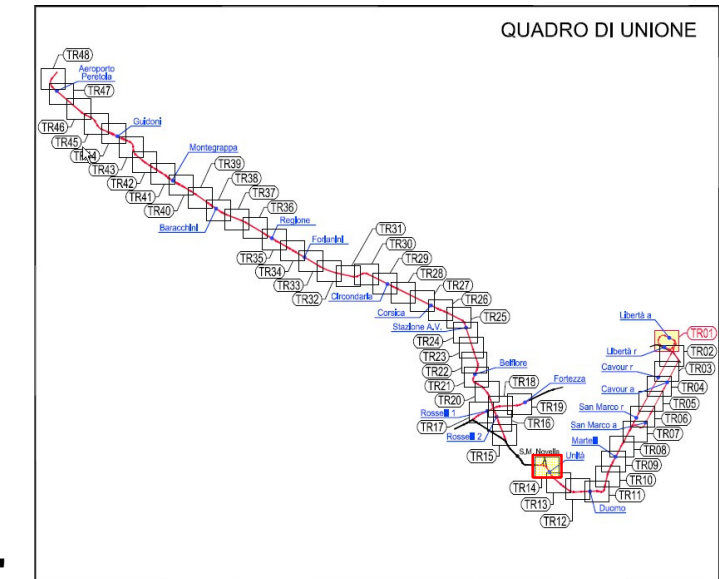 QUADRO DI UNIONE
TR48
Aeroporto
Peretola
TR47
TR46
Guidoni
TR45
TR44
TR43
Montegrappa
TR42
TR39
TR41
TR38
TR40
TR37
Baracchini
TR36
Regione
TR35
Forlanini
TR31
TR34
TR30
TR33
TR29
TR32
TR28
Circondaria
TR27
Corsica
TR26
Stazione A.V.
TR25
TR24
TR23
Belfiore
TR22
TR21
TR18
Fortezza
TR20
TR19
Rosselli 1
TR17
TR16
Rosselli 2
TR15
S.M. Novella
Unità
TR14
TR13
TR12
Duomo
TR11
TR10
TR09
TR08
Martelli
TR07
San Marco a
TR06
San Marco r
TR05
Cavour a
TR04
Cavour r
TR03
Libertà r
TR02
TR01
Libertà a